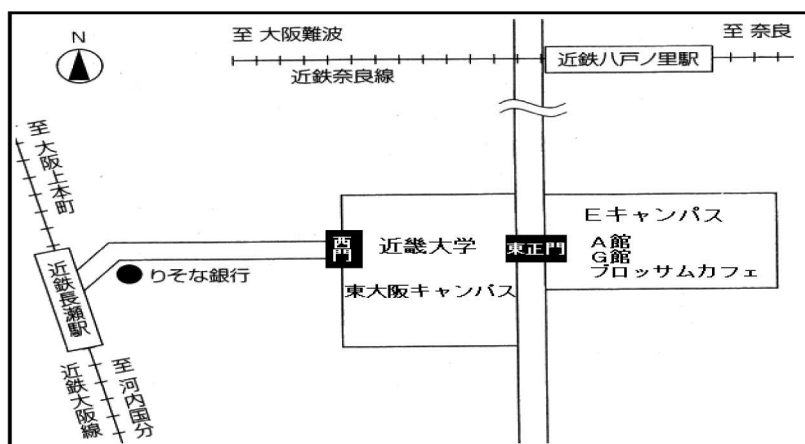 N
至 大阪難波
至 奈良
近鉄奈良線
近鉄八戸ノ里駅
至 大阪上本町
西門
近畿大学
東大阪キャンパス
東正門
Eキャンパス
A館
G館
ブロッサムカフェ
りそな銀行
近鉄長瀬駅
近鉄大阪線
至 河内国分